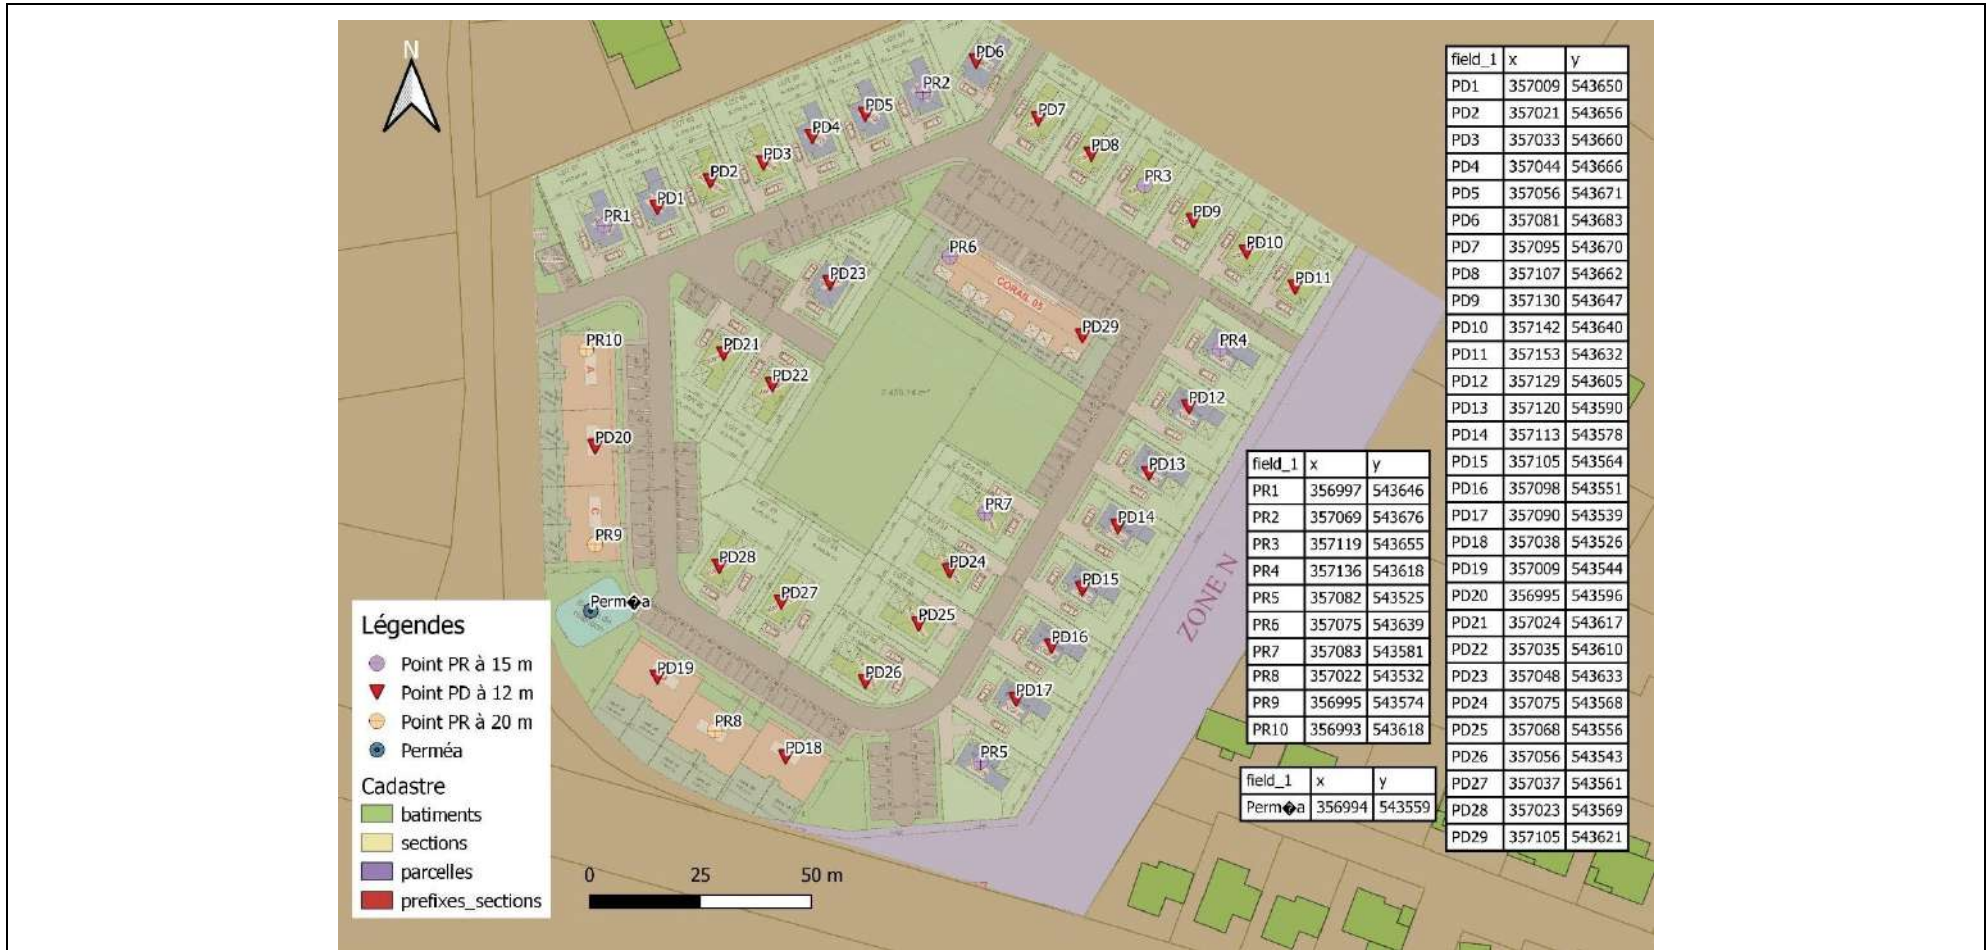 N
PD6
PR2
PD5
PD7
PD4
PD8
PD3
PD2
PR3
PD1
PR1
PD9
PD10
PR6
PD23
PD11
CORAIL 05
PD29
PR10
PD21
PR4
A
PD22
PD12
PD20
PD13
PR7
C
PR9
PD14
PD28
PD24
PD15
PD27
Perm�a
PD25
PD16
PD19
PD26
PD17
PR8
PD18
PR5
ZONE N
field_1 x y
PD1 357009 543650
PD2 357021 543656
PD3 357033 543660
PD4 357044 543666
PD5 357056 543671
PD6 357081 543683
PD7 357095 543670
PD8 357107 543662
PD9 357130 543647
PD10 357142 543640
PD11 357153 543632
PD12 357129 543605
PD13 357120 543590
PD14 357113 543578
PD15 357105 543564
PD16 357098 543551
PD17 357090 543539
PD18 357038 543526
PD19 357009 543544
PD20 356995 543596
PD21 357024 543617
PD22 357035 543610
PD23 357048 543633
PD24 357075 543568
PD25 357068 543556
PD26 357056 543543
PD27 357037 543561
PD28 357023 543569
PD29 357105 543621
field_1 x y
PR1 356997 543646
PR2 357069 543676
PR3 357119 543655
PR4 357136 543618
PR5 357082 543525
PR6 357075 543639
PR7 357083 543581
PR8 357022 543532
PR9 356995 543574
PR10 356993 543618
field_1 x y
Perm�a 356994 543559
Légendes
Point PR à 15 m
Point PD à 12 m
Point PR à 20 m
Perméa
Cadastre
batiments
sections
parcelles
prefixes_sections
0 25 50 m